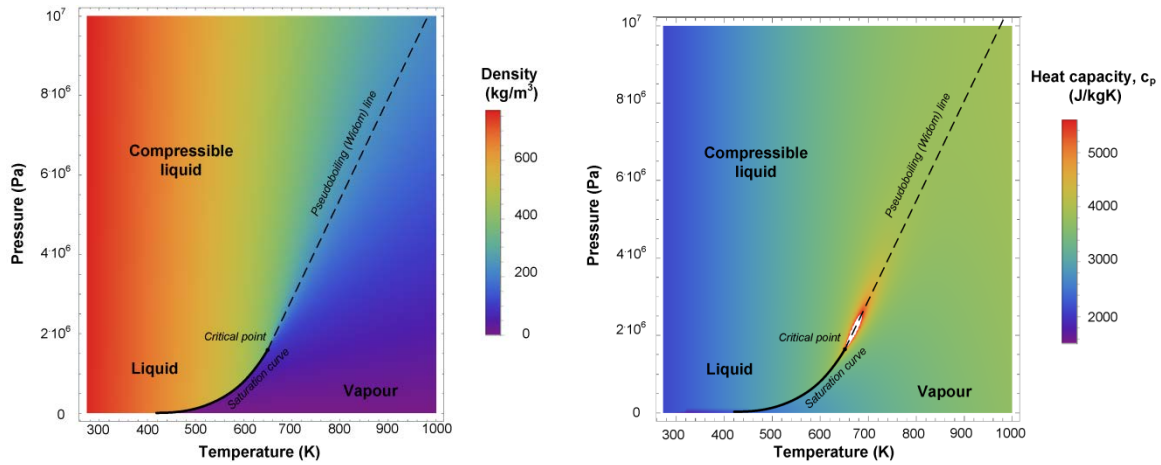 10⁷
8·10⁶
6·10⁶
4·10⁶
2·10⁶
0
Pressure (Pa)
300 400 500 600 700 800 900 1000
Temperature (K)
Compressible
liquid
Pseudoboiling (Widom) line
Critical point
Saturation curve
Liquid
Vapour
Density
(kg/m³)
600
400
200
0
10⁷
8·10⁶
6·10⁶
4·10⁶
2·10⁶
0
Pressure (Pa)
300 400 500 600 700 800 900 1000
Temperature (K)
Compressible
liquid
Pseudoboiling (Widom) line
Critical point
Saturation curve
Liquid
Vapour
Heat capacity, cₚ
(J/kgK)
5000
4000
3000
2000